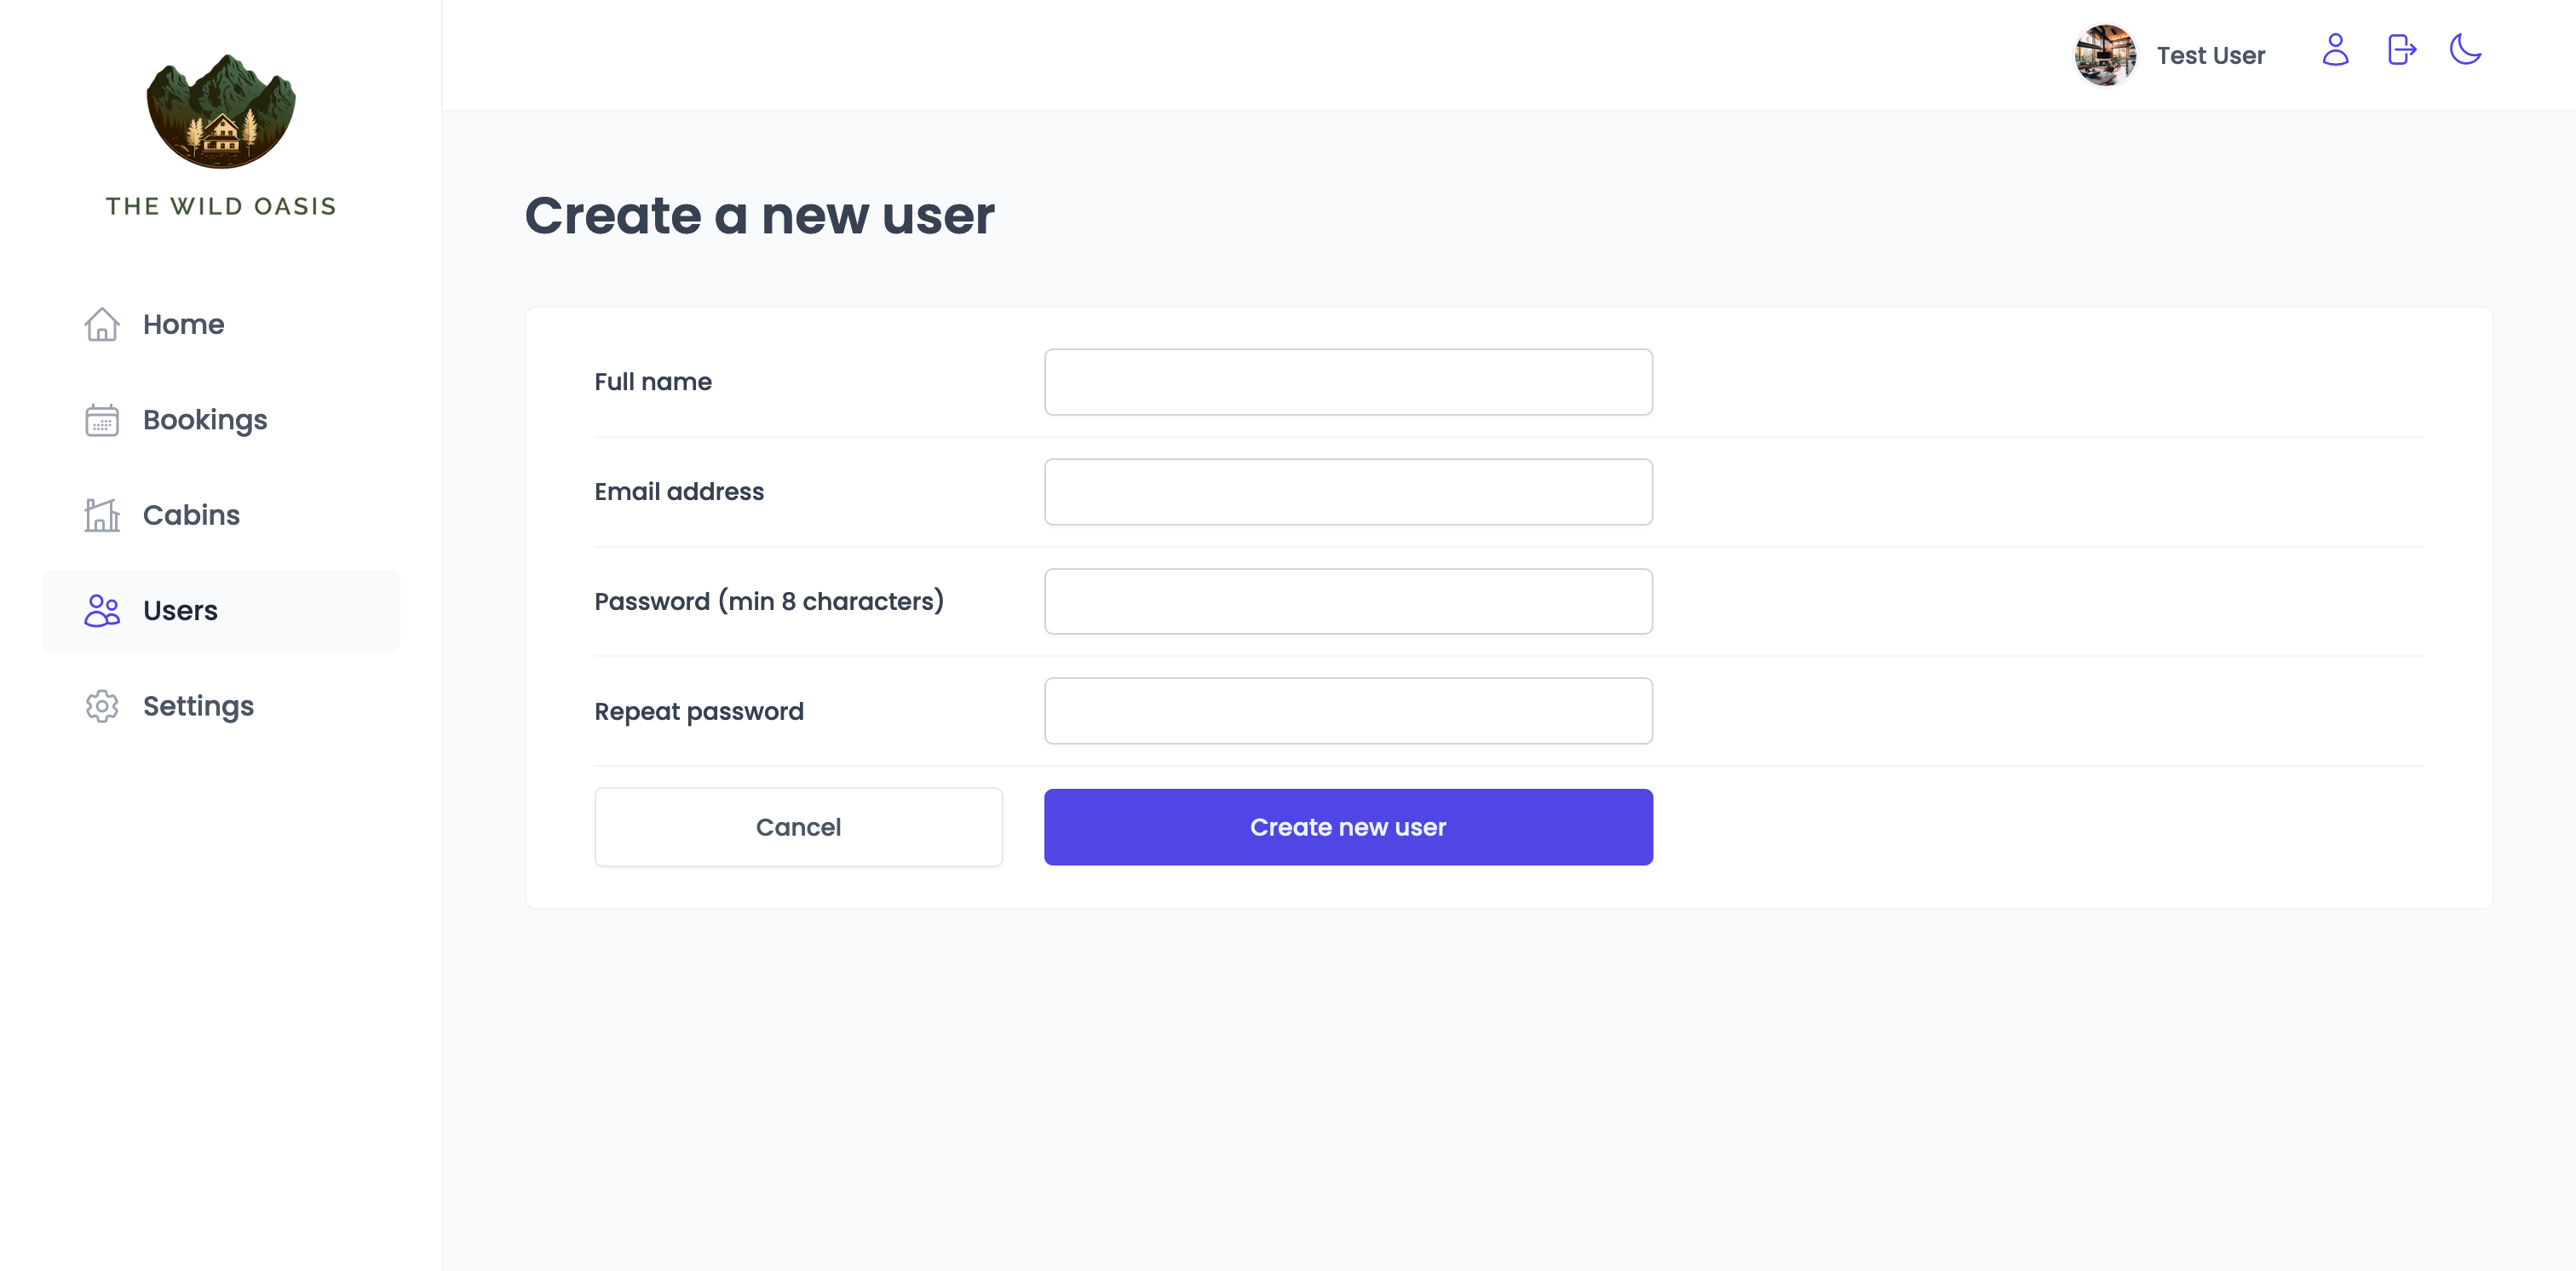 THE WILD OASIS
Home
Bookings
Cabins
Users
Settings
Test User
Create a new user
Full name
Email address
Password (min 8 characters)
Repeat password
Cancel
Create new user